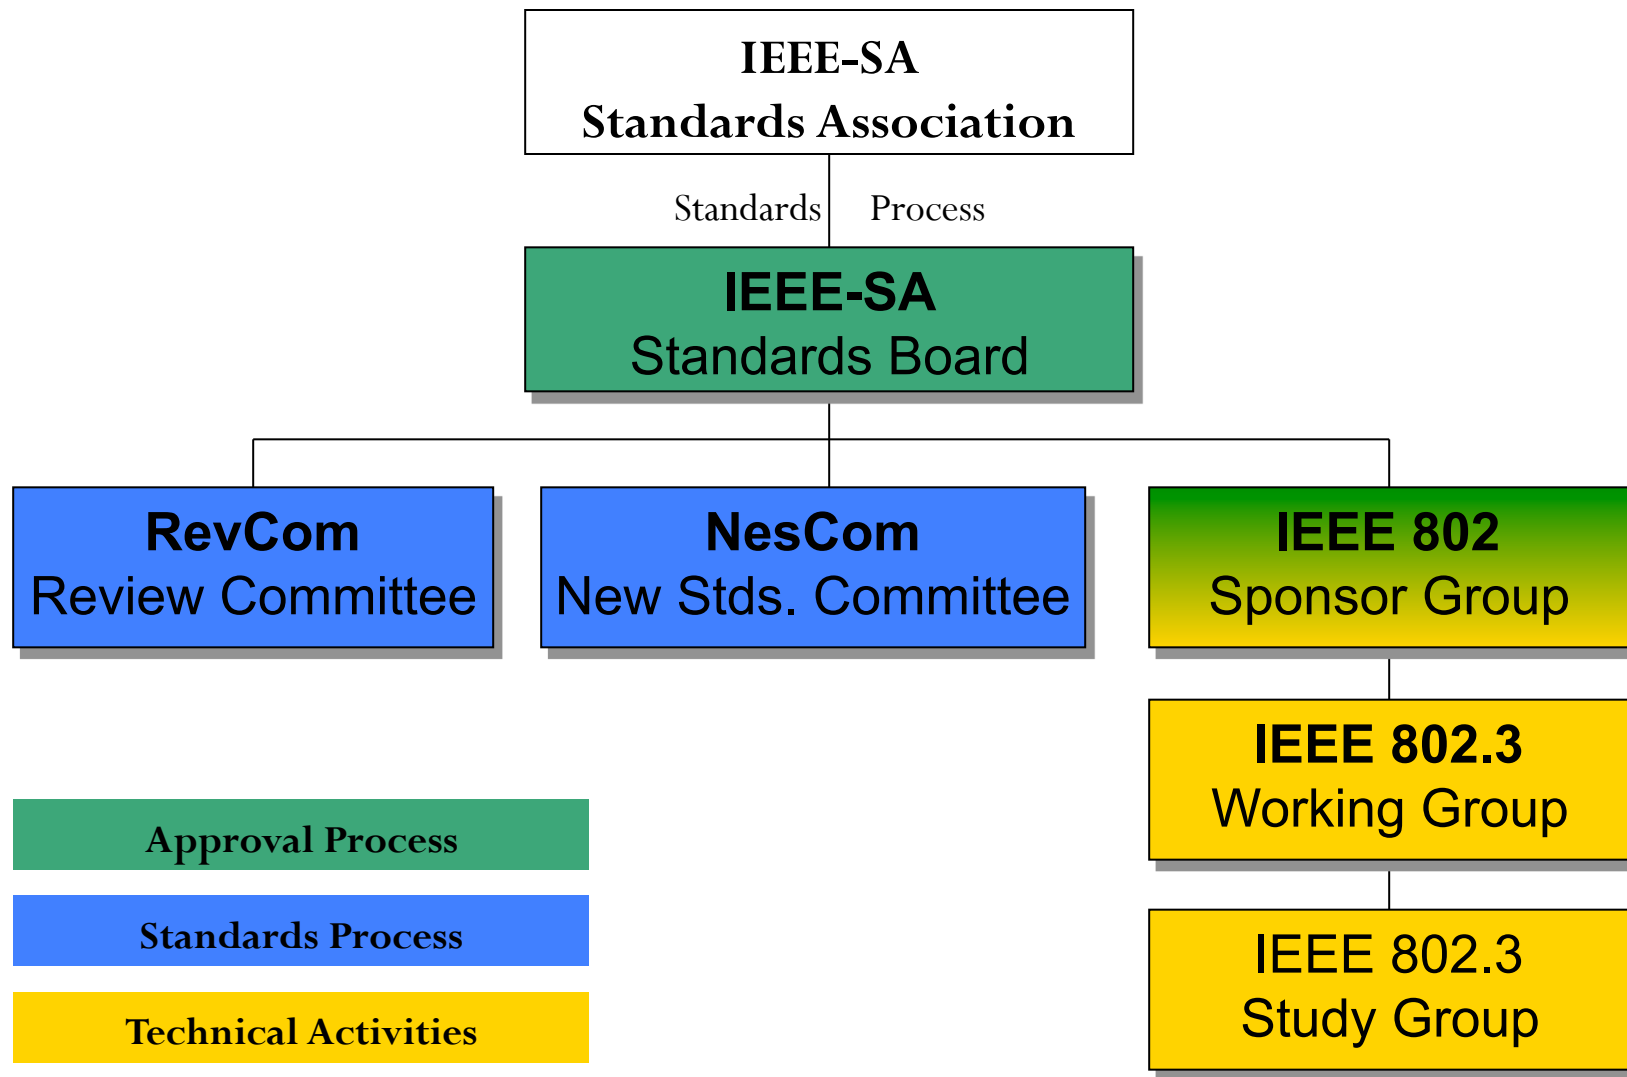 IEEE-SA
Standards Association
Standards Process
IEEE-SA
Standards Board
RevCom
Review Committee
NesCom
New Stds. Committee
IEEE 802
Sponsor Group
IEEE 802.3
Working Group
IEEE 802.3
Study Group
Approval Process
Standards Process
Technical Activities